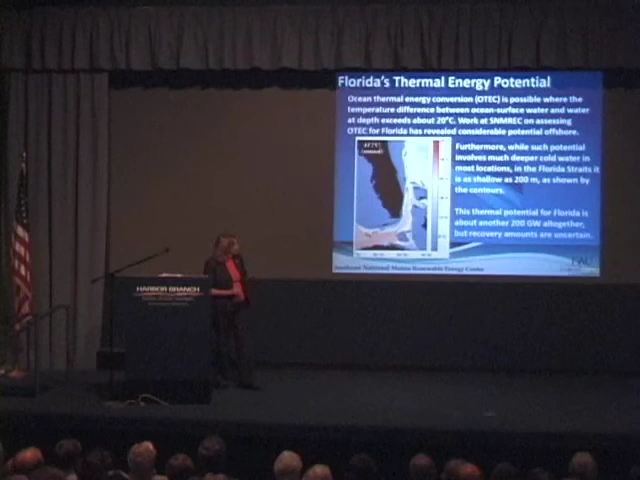 Florida's Thermal Energy Potential
Ocean thermal energy conversion (OTEC) is possible where the
temperature difference between ocean-surface water and water
at depth exceeds about 20°C. Work at SNMREC on assessing
OTEC for Florida has revealed considerable potential offshore.
Furthermore, while such potential
involves much deeper cold water in
most locations, in the Florida Straits it
is as shallow as 200 m, as shown by
the contours.
This thermal potential for Florida is
about another 200 GW altogether,
but recovery amounts are uncertain.
Southeast National Marine Renewable Energy Center
FAU
HARBOR BRANCH